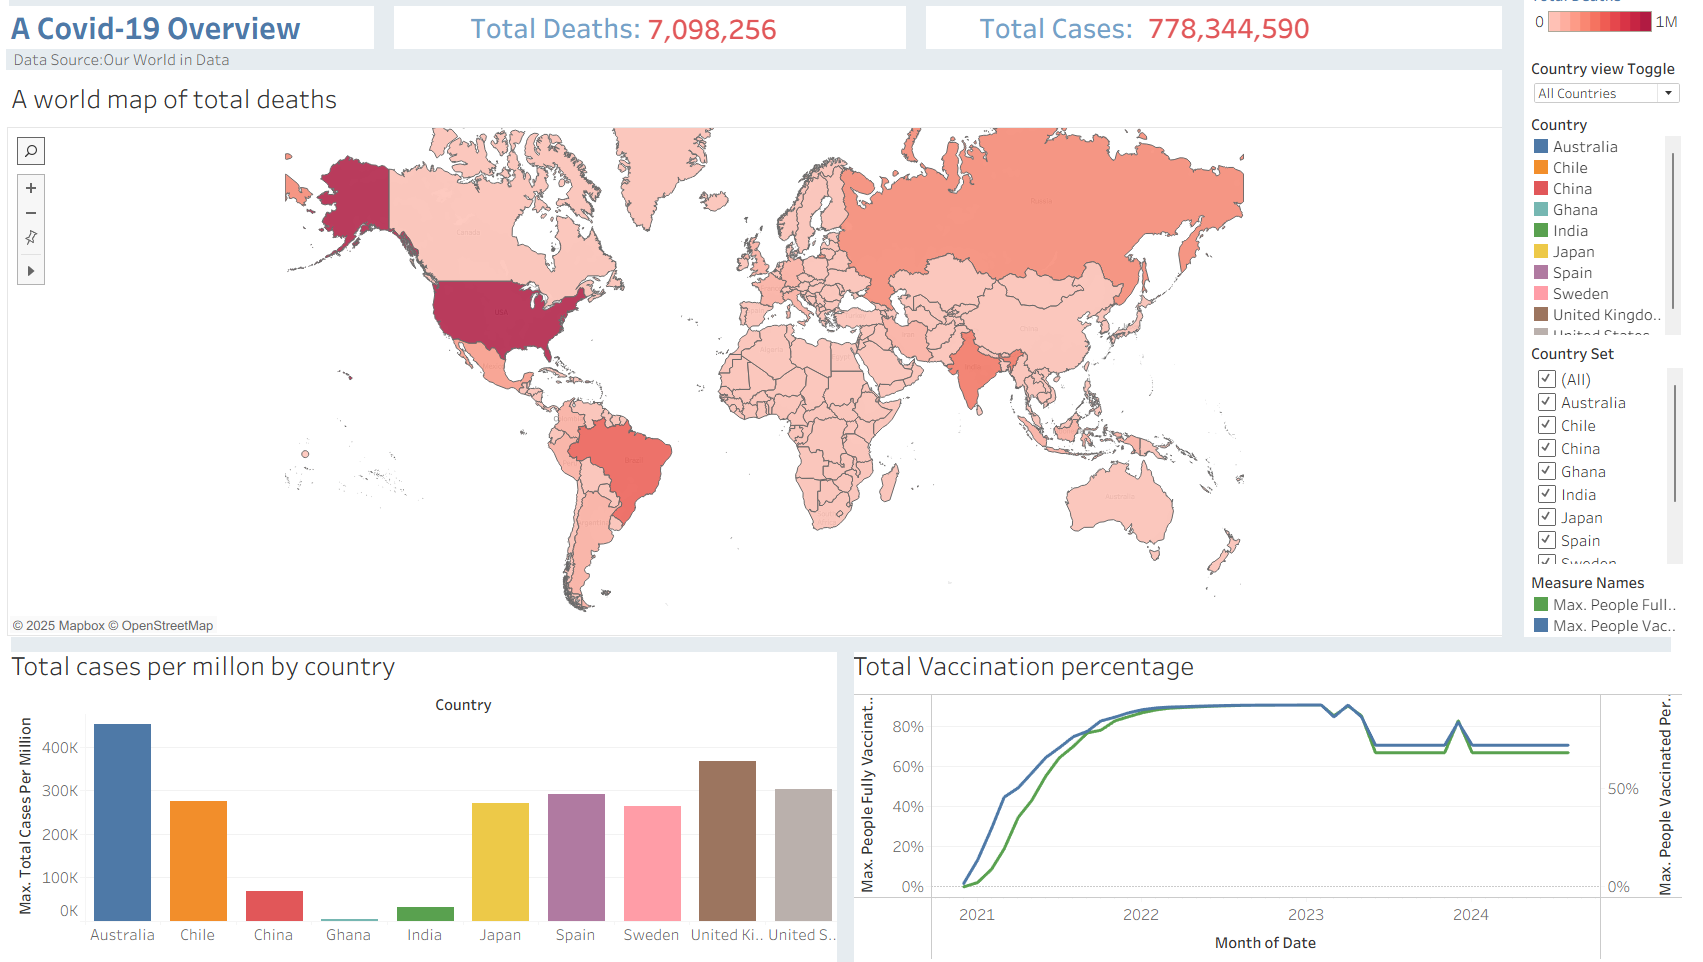 A Covid-19 Overview
Total Deaths: 7,098,256
Total Cases: 778,344,590
Data Source:Our World in Data
A world map of total deaths
© 2025 Mapbox © OpenStreetMap
Total Deaths
0 1M
Country view Toggle
All Countries
Country
Australia
Chile
China
Ghana
India
Japan
Spain
Sweden
United Kingdo..
United States
Country Set
(All)
Australia
Chile
China
Ghana
India
Japan
Spain
Sweden
Measure Names
Max. People Full..
Max. People Vac..
Total cases per millon by country
Country
Max. Total Cases Per Million
400K
300K
200K
100K
0K
Australia Chile China Ghana India Japan Spain Sweden United Ki.. United S..
Total Vaccination percentage
Max. People Fully Vaccinat..
80%
60%
40%
20%
0%
50%
0%
Max. People Vaccinated Per..
2021 2022 2023 2024
Month of Date